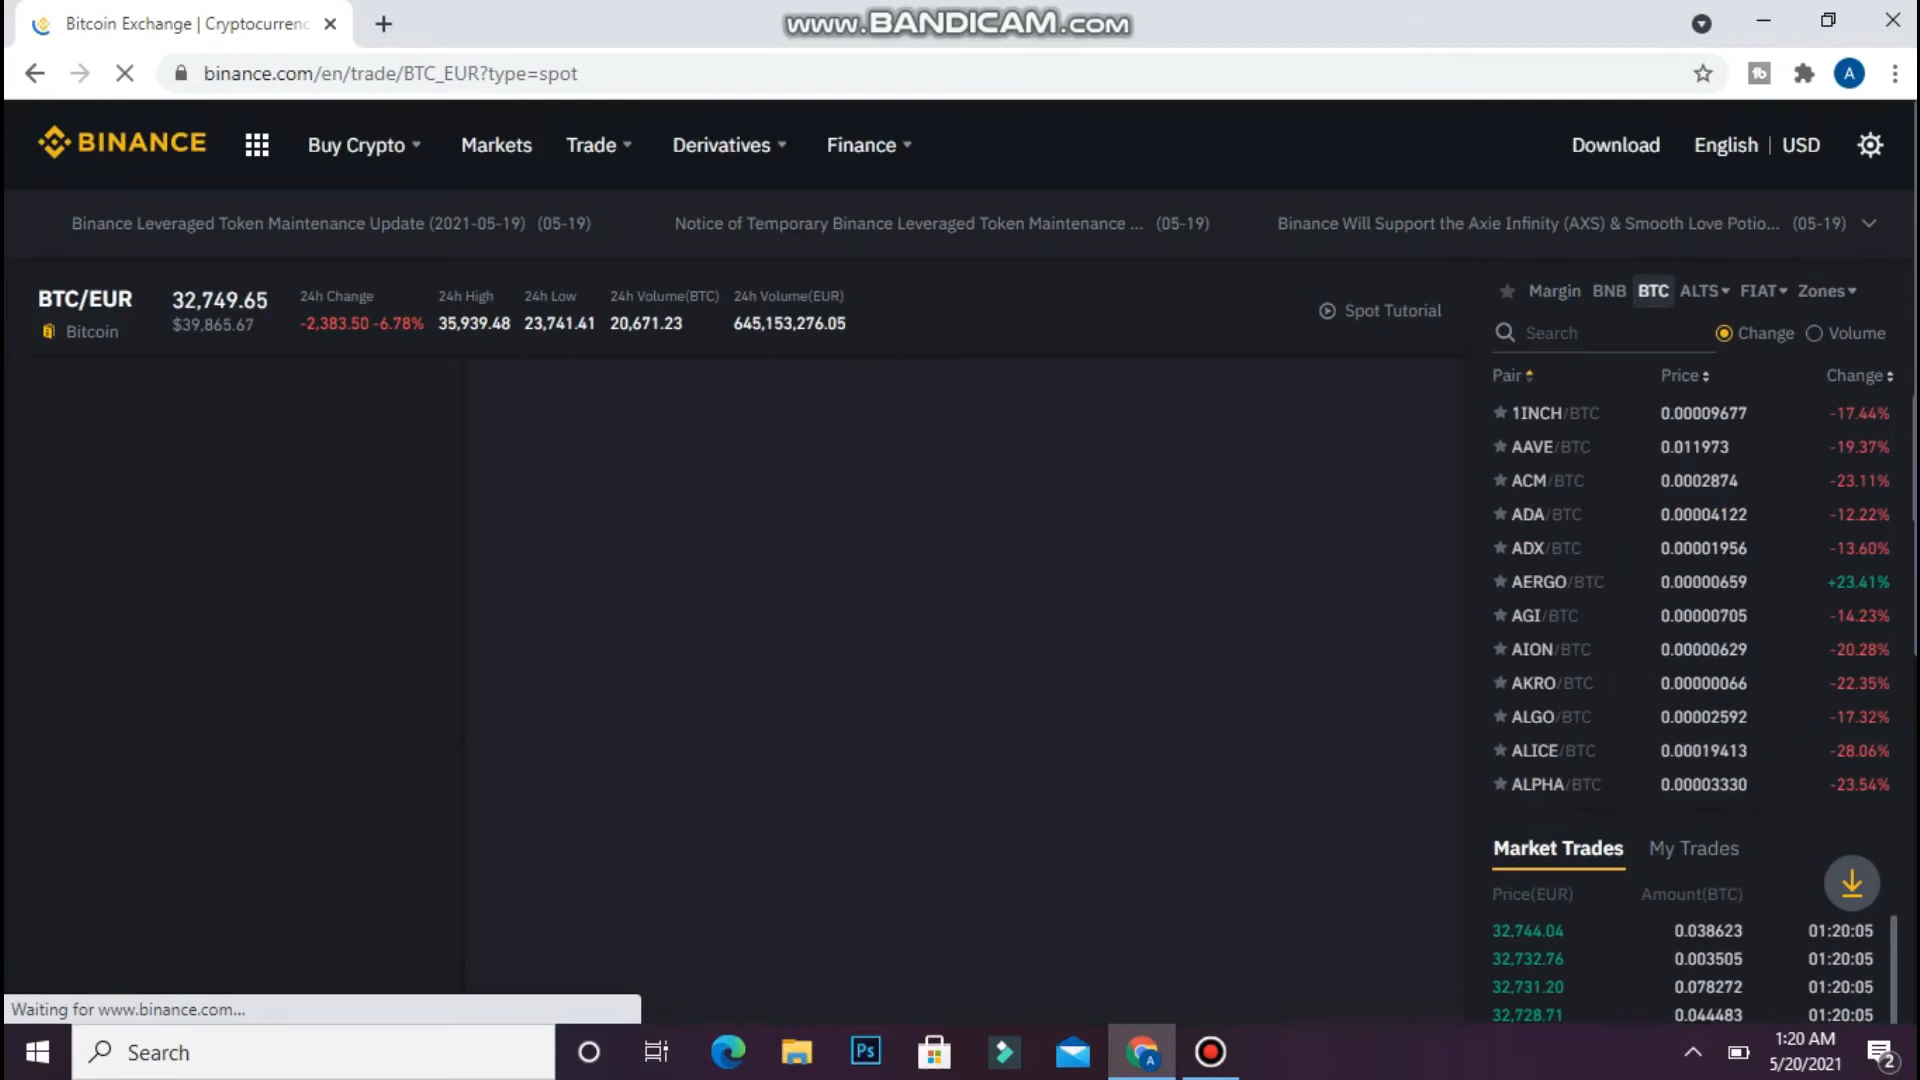 Bitcoin Exchange | Cryptocurrenc
www.BANDICAM.com
binance.com/en/trade/BTC_EUR?type=spot
A
BINANCE
Buy Crypto
Markets
Trade
Derivatives
Finance
Download
English | USD
Binance Leveraged Token Maintenance Update (2021-05-19) (05-19)
Notice of Temporary Binance Leveraged Token Maintenance ... (05-19)
Binance Will Support the Axie Infinity (AXS) & Smooth Love Potio... (05-19)
BTC/EUR
Bitcoin
32,749.65
$39,865.67
24h Change
-2,383.50 -6.78%
24h High
35,939.48
24h Low
23,741.41
24h Volume(BTC)
20,671.23
24h Volume(EUR)
645,153,276.05
Spot Tutorial
Margin BNB BTC ALTS FIAT Zones
Search Change Volume
Pair Price Change
1INCH/BTC 0.00009677 -17.44%
AAVE/BTC 0.011973 -19.37%
ACM/BTC 0.0002874 -23.11%
ADA/BTC 0.00004122 -12.22%
ADX/BTC 0.00001956 -13.60%
AERGO/BTC 0.00000659 +23.41%
AGI/BTC 0.00000705 -14.23%
AION/BTC 0.00000629 -20.28%
AKRO/BTC 0.00000066 -22.35%
ALGO/BTC 0.00002592 -17.32%
ALICE/BTC 0.00019413 -28.06%
ALPHA/BTC 0.00003330 -23.54%
Market Trades My Trades
Price(EUR) Amount(BTC)
32,744.04 0.038623 01:20:05
32,732.76 0.003505 01:20:05
32,731.20 0.078272 01:20:05
32,728.71 0.044483 01:20:05
Waiting for www.binance.com...
Search
Ps
A
1:20 AM
5/20/2021
2